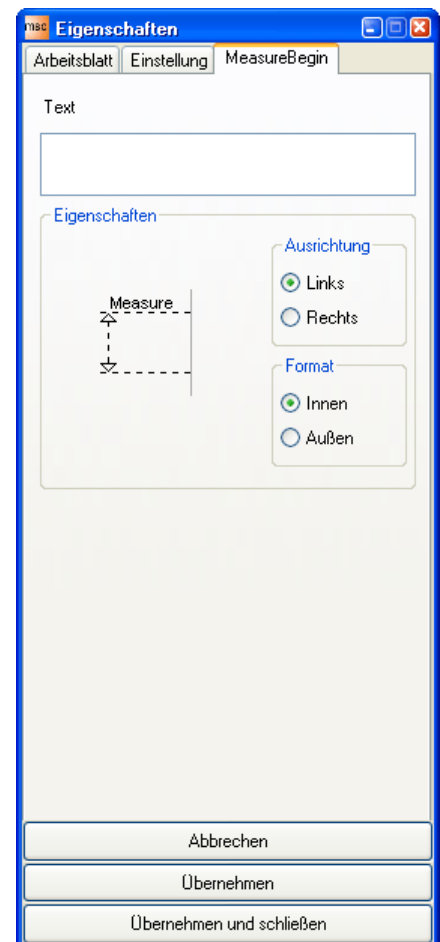 msc Eigenschaften
Arbeitsblatt Einstellung MeasureBegin
Text
Eigenschaften
Measure
Ausrichtung
Links
Rechts
Format
Innen
Außen
Abbrechen
Übernehmen
Übernehmen und schließen